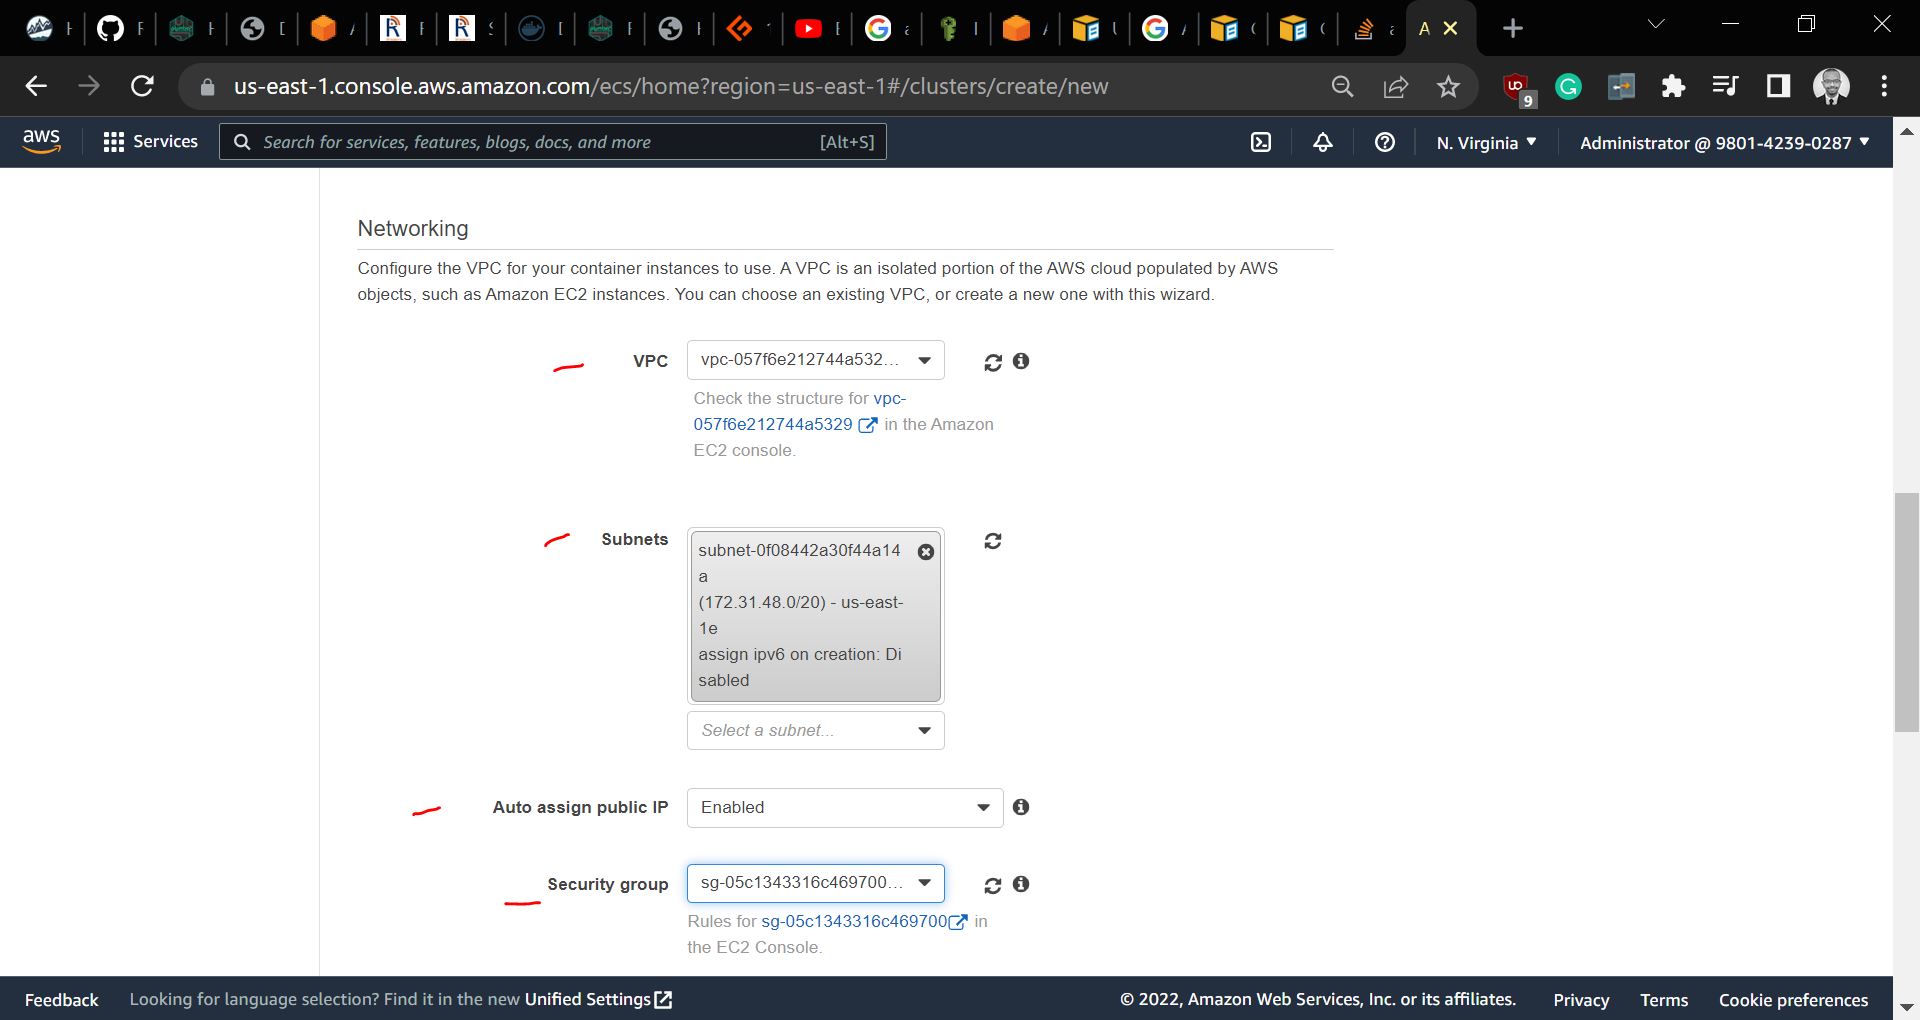 us-east-1.console.aws.amazon.com/ecs/home?region=us-east-1#/clusters/create/new
9
aws
Services
Search for services, features, blogs, docs, and more
[Alt+S]
N. Virginia
Administrator @ 9801-4239-0287
Networking
Configure the VPC for your container instances to use. A VPC is an isolated portion of the AWS cloud populated by AWS
objects, such as Amazon EC2 instances. You can choose an existing VPC, or create a new one with this wizard.
VPC
vpc-057f6e212744a532...
Check the structure for vpc-
057f6e212744a5329 in the Amazon
EC2 console.
Subnets
subnet-0f08442a30f44a14
a
(172.31.48.0/20) - us-east-
1e
assign ipv6 on creation: Di
sabled
Select a subnet...
Auto assign public IP
Enabled
Security group
sg-05c1343316c469700...
Rules for sg-05c1343316c469700 in
the EC2 Console.
Feedback
Looking for language selection? Find it in the new Unified Settings
© 2022, Amazon Web Services, Inc. or its affiliates.
Privacy
Terms
Cookie preferences